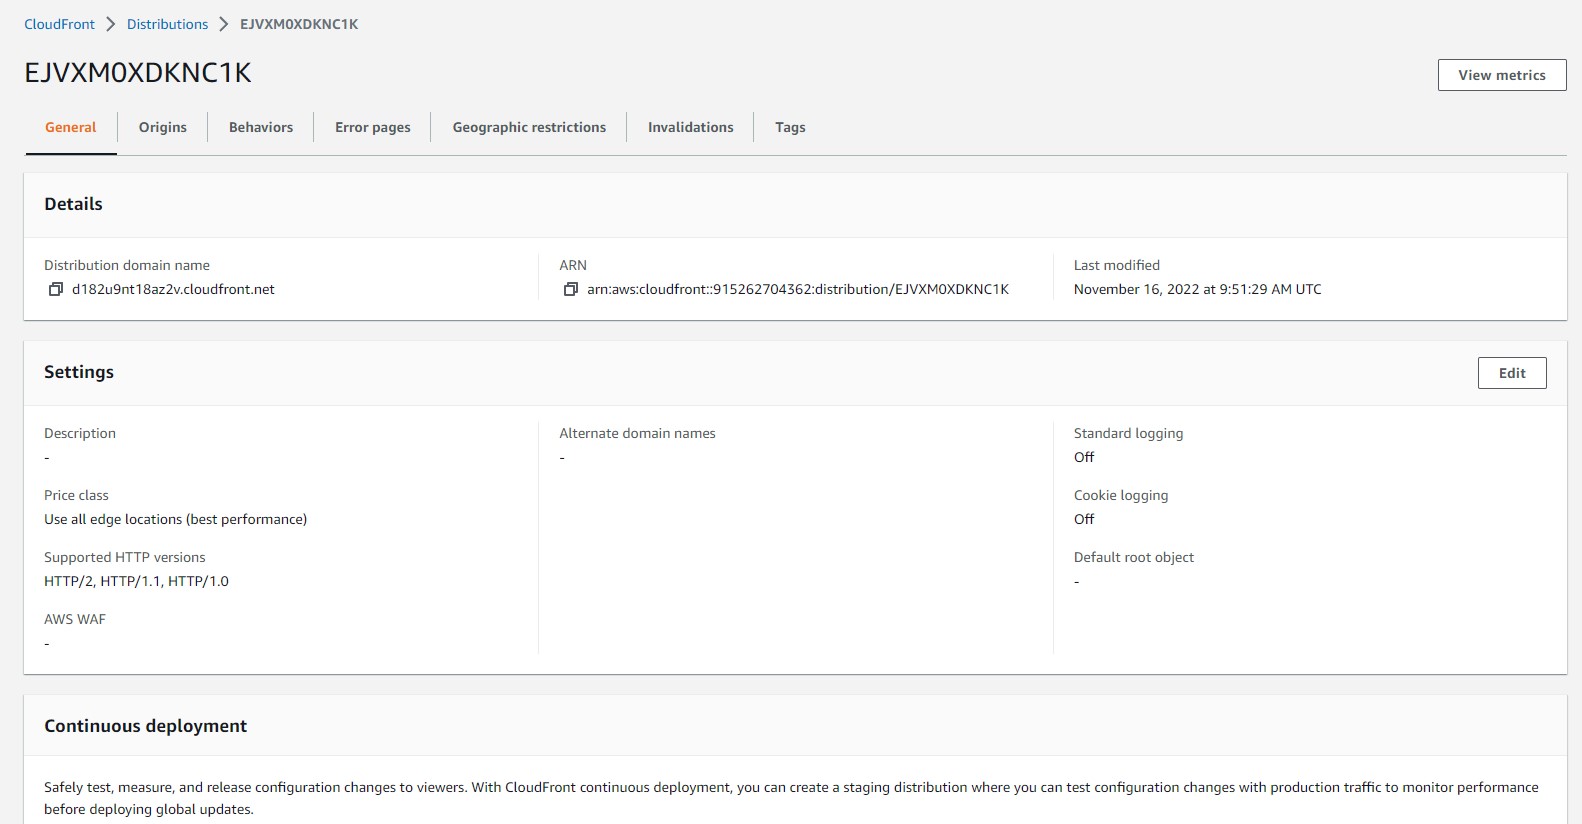 CloudFront > Distributions > EJVXM0XDKNC1K
EJVXM0XDKNC1K
View metrics
General
Origins
Behaviors
Error pages
Geographic restrictions
Invalidations
Tags
Details
Distribution domain name
d182u9nt18az2v.cloudfront.net
ARN
arn:aws:cloudfront::915262704362:distribution/EJVXM0XDKNC1K
Last modified
November 16, 2022 at 9:51:29 AM UTC
Settings
Edit
Description
-
Price class
Use all edge locations (best performance)
Supported HTTP versions
HTTP/2, HTTP/1.1, HTTP/1.0
AWS WAF
-
Alternate domain names
-
Standard logging
Off
Cookie logging
Off
Default root object
-
Continuous deployment
Safely test, measure, and release configuration changes to viewers. With CloudFront continuous deployment, you can create a staging distribution where you can test configuration changes with production traffic to monitor performance
before deploying global updates.